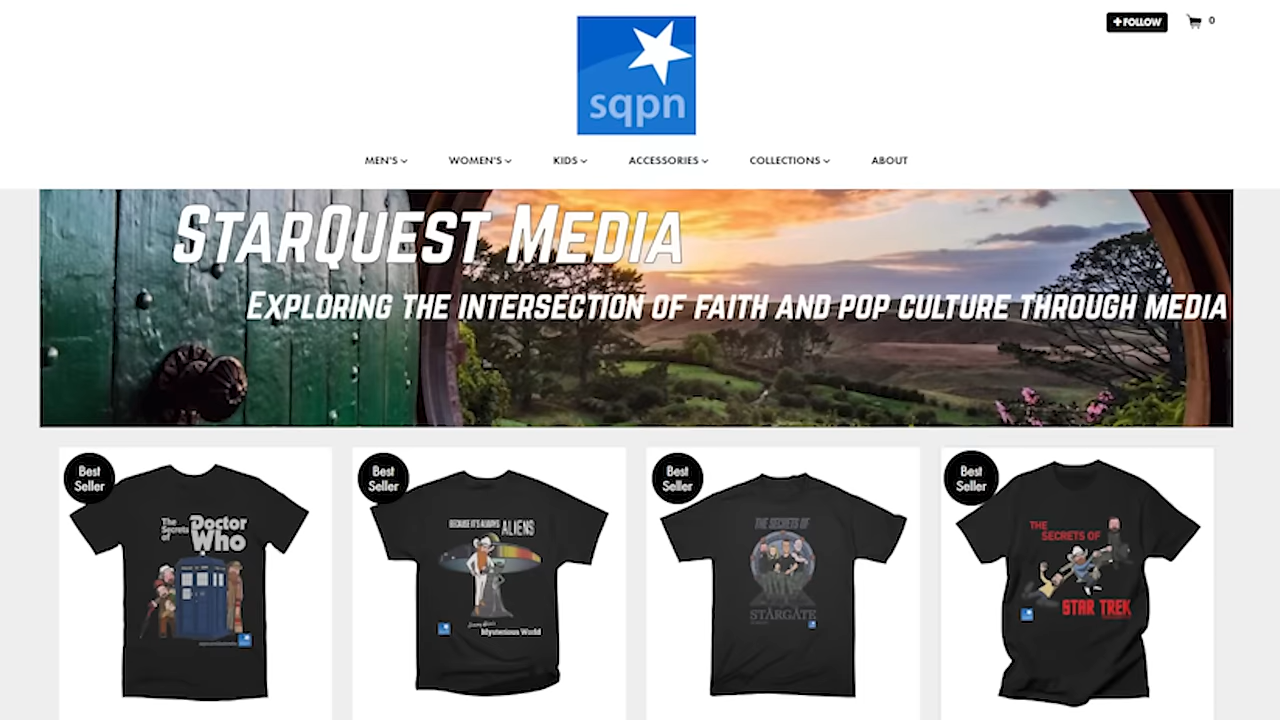 +FOLLOW
0
sqpn
MEN'S
WOMEN'S
KIDS
ACCESSORIES
COLLECTIONS
ABOUT
STARQUEST MEDIA
EXPLORING THE INTERSECTION OF FAITH AND POP CULTURE THROUGH MEDIA
Best
Seller
The
Secrets
of
Doctor
Who
Best
Seller
BECAUSE IT'S ALWAYS ALIENS
Jimmy Akin's
Mysterious World
Best
Seller
THE SECRETS OF
STARGATE
Best
Seller
THE
SECRETS OF
STAR TREK